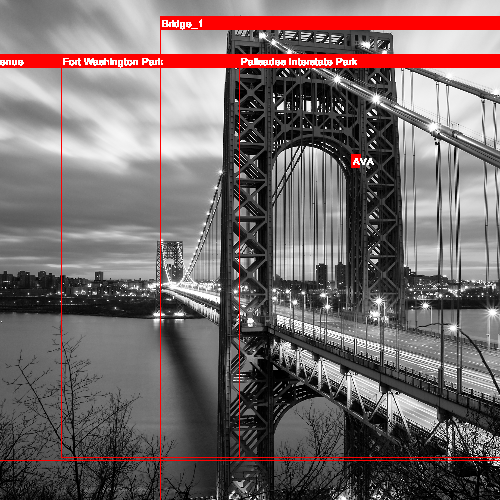 Bridge_1
enue
Fort Washington Park
Palisades Interstate Park
AVA